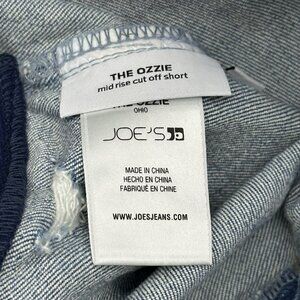 THE OZZIE
mid rise cut off short
THE OZZIE
OHIO
JOE'S
MADE IN CHINA
HECHO EN CHINA
FABRIQUÉ EN CHINE
WWW.JOESJEANS.COM